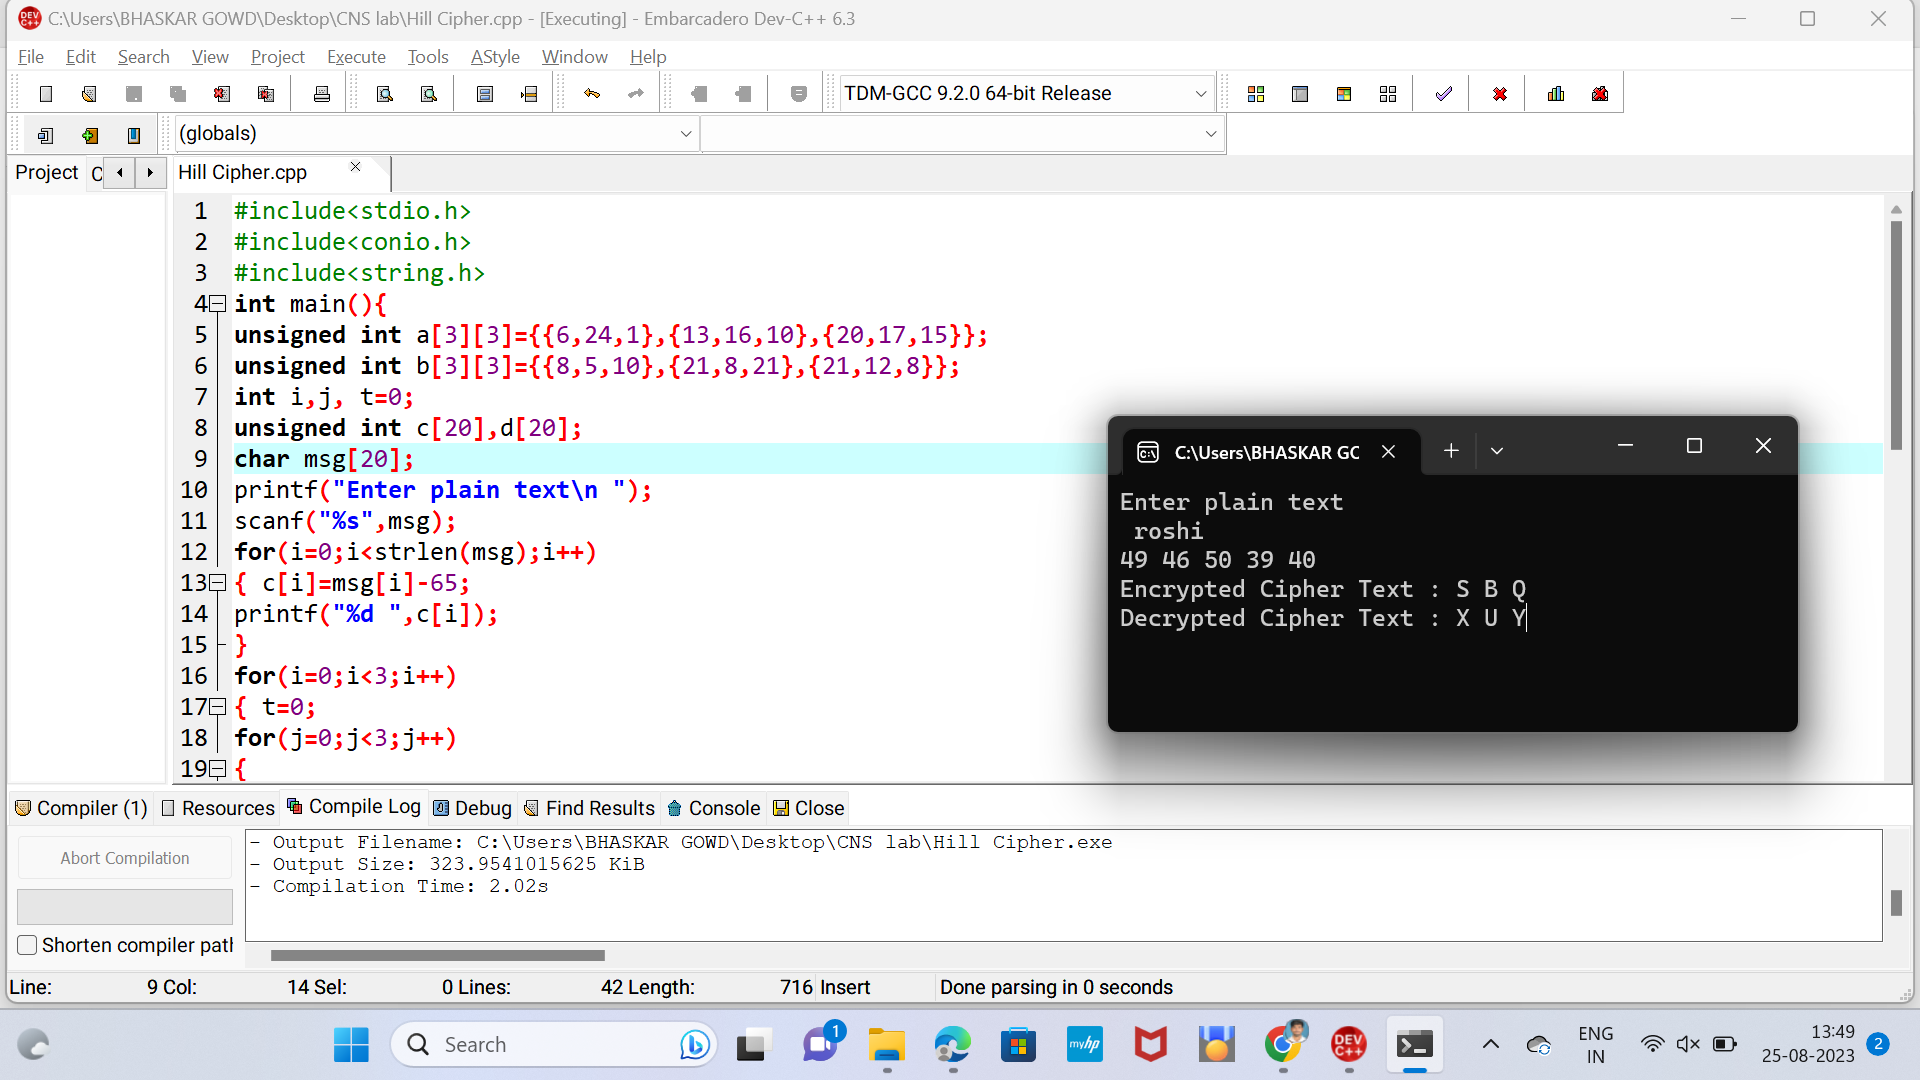 C:\Users\BHASKAR GOWD\Desktop\CNS lab\Hill Cipher.cpp - [Executing] - Embarcadero Dev-C++ 6.3
File Edit Search View Project Execute Tools AStyle Window Help
TDM-GCC 9.2.0 64-bit Release
(globals)
Project C Hill Cipher.cpp
1 #include<stdio.h>
2 #include<conio.h>
3 #include<string.h>
4 int main(){
5 unsigned int a[3][3]={{6,24,1},{13,16,10},{20,17,15}};
6 unsigned int b[3][3]={{8,5,10},{21,8,21},{21,12,8}};
7 int i,j, t=0;
8 unsigned int c[20],d[20];
9 char msg[20];
10 printf("Enter plain text\n ");
11 scanf("%s",msg);
12 for(i=0;i<strlen(msg);i++)
13 { c[i]=msg[i]-65;
14 printf("%d ",c[i]);
15 }
16 for(i=0;i<3;i++)
17 { t=0;
18 for(j=0;j<3;j++)
19 {
C:\Users\BHASKAR GC
Enter plain text
roshi
49 46 50 39 40
Encrypted Cipher Text : S B Q
Decrypted Cipher Text : X U Y
Compiler (1) Resources Compile Log Debug Find Results Console Close
Abort Compilation
Shorten compiler path
- Output Filename: C:\Users\BHASKAR GOWD\Desktop\CNS lab\Hill Cipher.exe
- Output Size: 323.9541015625 KiB
- Compilation Time: 2.02s
Line: 9 Col: 14 Sel: 0 Lines: 42 Length: 716 Insert Done parsing in 0 seconds
Search
1
myhp
DEV C++
ENG
IN
13:49
25-08-2023
2